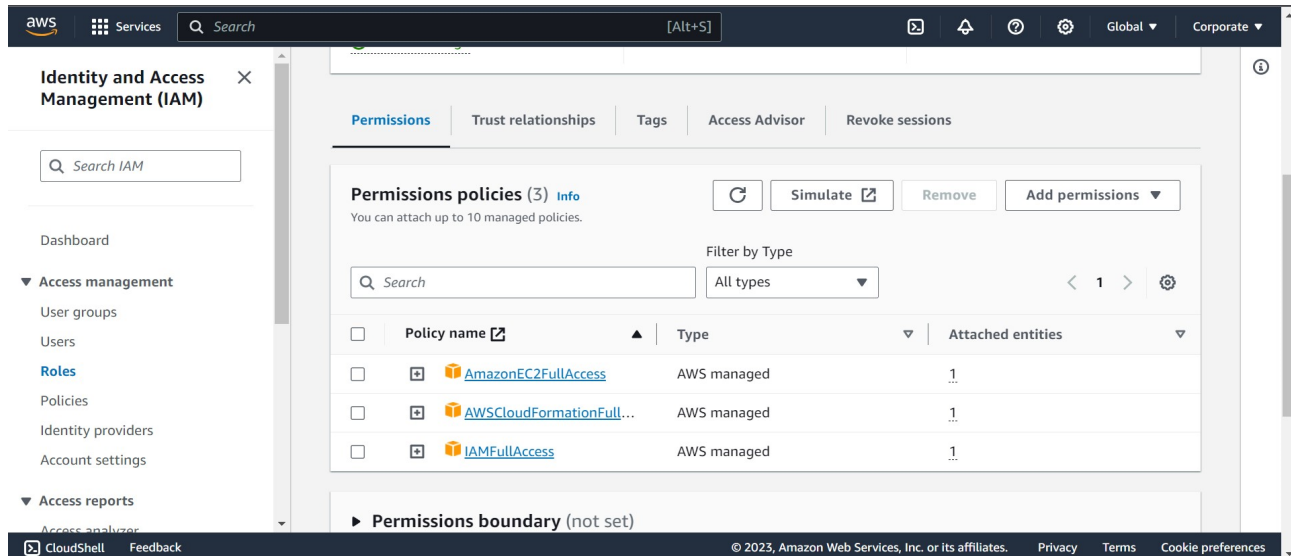 aws Services Search [Alt+S] Global Corporate
Identity and Access
Management (IAM)
Search IAM
Dashboard
Access management
User groups
Users
Roles
Policies
Identity providers
Account settings
Access reports
Access analyzer
Permissions Trust relationships Tags Access Advisor Revoke sessions
Permissions policies (3) Info
You can attach up to 10 managed policies.
Simulate Remove Add permissions
Filter by Type
Search All types 1
Policy name Type Attached entities
AmazonEC2FullAccess AWS managed 1
AWSCloudFormationFull... AWS managed 1
IAMFullAccess AWS managed 1
Permissions boundary (not set)
CloudShell Feedback © 2023, Amazon Web Services, Inc. or its affiliates. Privacy Terms Cookie preferences